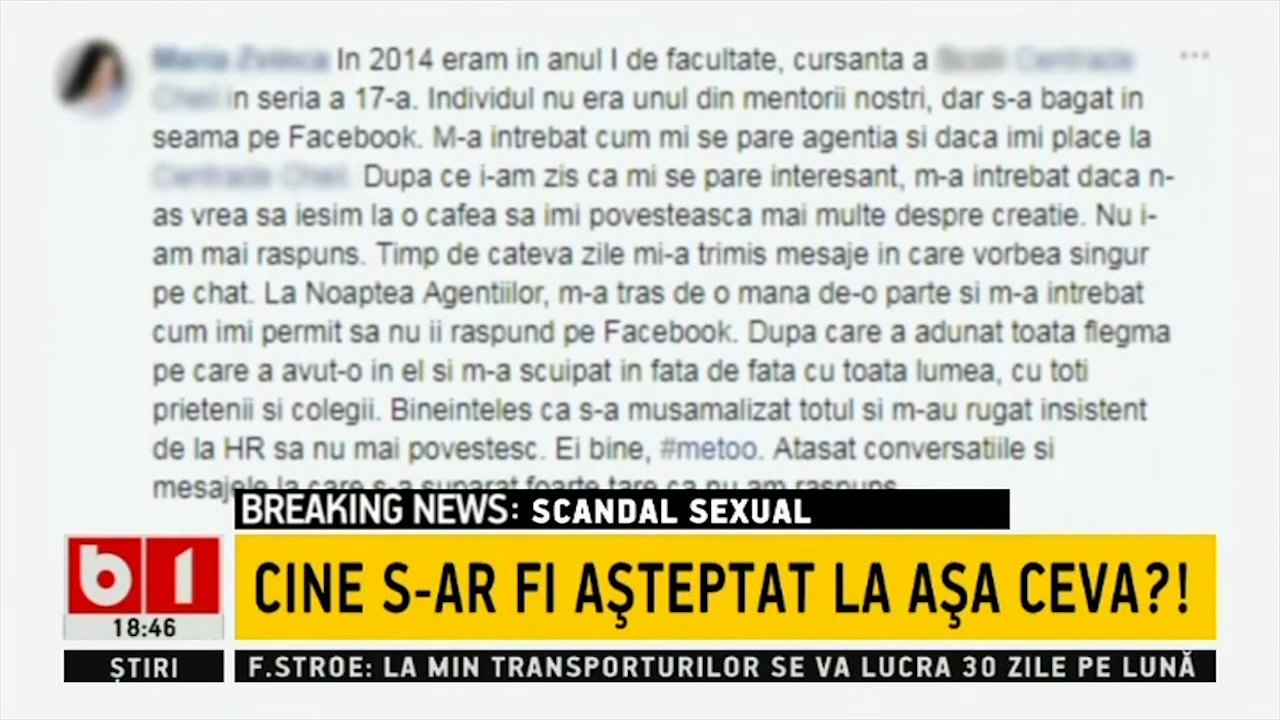 In 2014 eram in anul I de facultate, cursanta a
in seria a 17-a. Individul nu era unul din mentorii nostri, dar s-a bagat in
seama pe Facebook. M-a intrebat cum mi se pare agentia si daca imi place la
Dupa ce i-am zis ca mi se pare interesant, m-a intrebat daca n-
as vrea sa iesim la o cafea sa imi povesteasca mai multe despre creatie. Nu i-
am mai raspuns. Timp de cateva zile mi-a trimis mesaje in care vorbea singur
pe chat. La Noaptea Agentiilor, m-a tras de o mana de-o parte si m-a intrebat
cum imi permit sa nu ii raspund pe Facebook. Dupa care a adunat toata flegma
pe care a avut-o in el si m-a scuipat in fata de fata cu toata lumea, cu toti
prietenii si colegii. Bineinteles ca s-a musamalizat totul si m-au rugat insistent
de la HR sa nu mai povestesc. Ei bine, #metoo. Atasat conversatiile si
mesajele la care s-a suparat foarte tare ca nu am raspuns
BREAKING NEWS: SCANDAL SEXUAL
CINE S-AR FI AŞTEPTAT LA AŞA CEVA?!
b1
18:46
ŞTIRI
F.STROE: LA MIN TRANSPORTURILOR SE VA LUCRA 30 ZILE PE LUNĂ